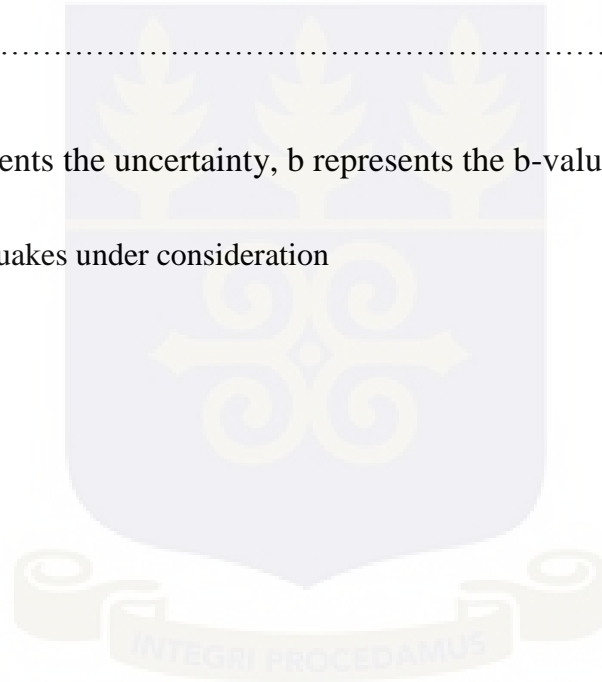 …………………………………………………………
ents the uncertainty, b represents the b-valu
uakes under consideration
INTEGRI PROCEDAMUS